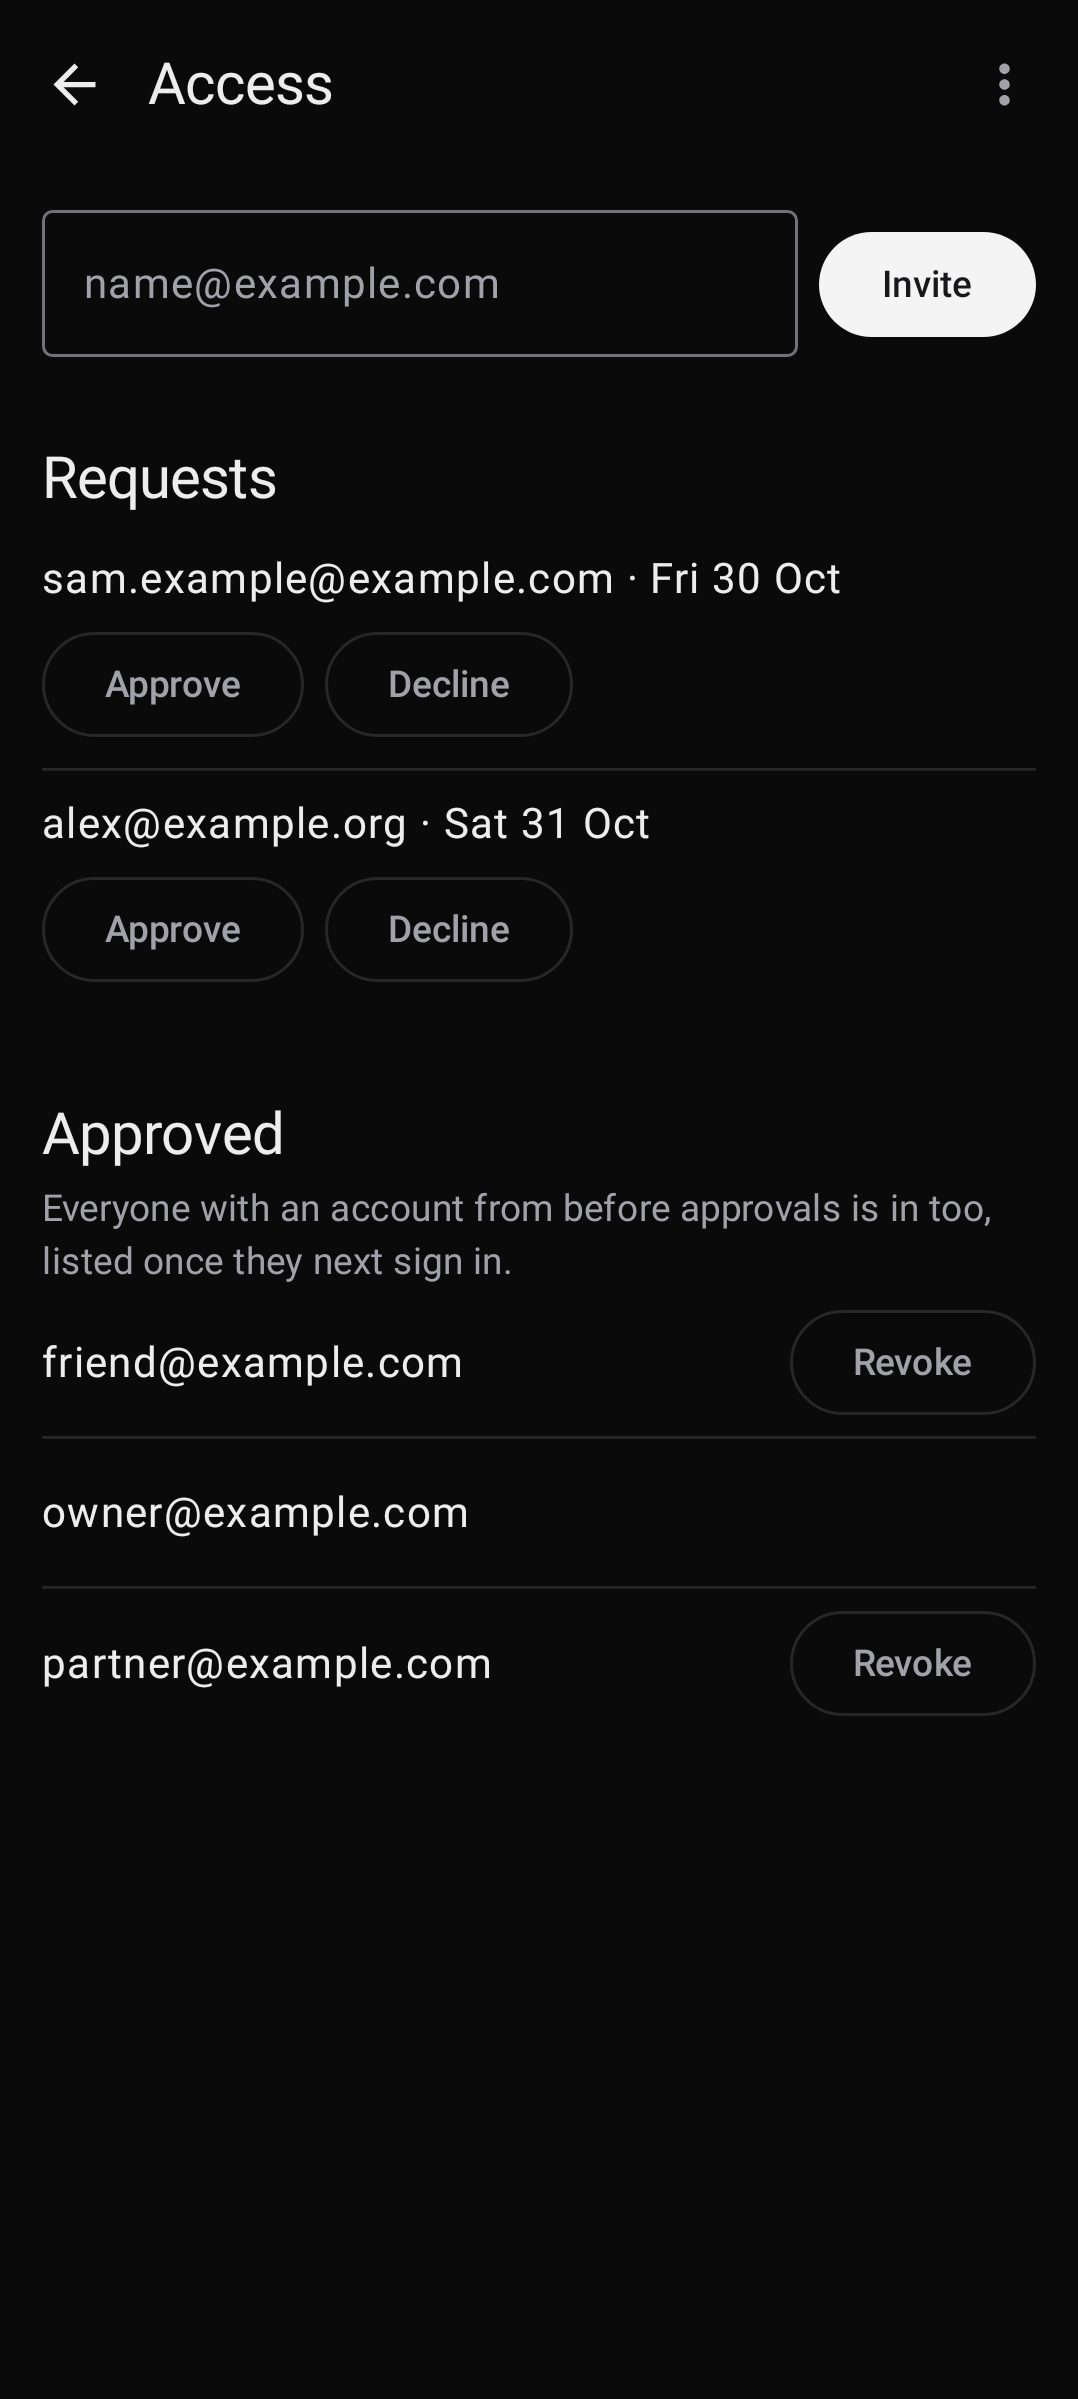 Access
name@example.com
Invite
Requests
sam.example@example.com · Fri 30 Oct
Approve
Decline
alex@example.org · Sat 31 Oct
Approve
Decline
Approved
Everyone with an account from before approvals is in too,
listed once they next sign in.
friend@example.com
Revoke
owner@example.com
partner@example.com
Revoke